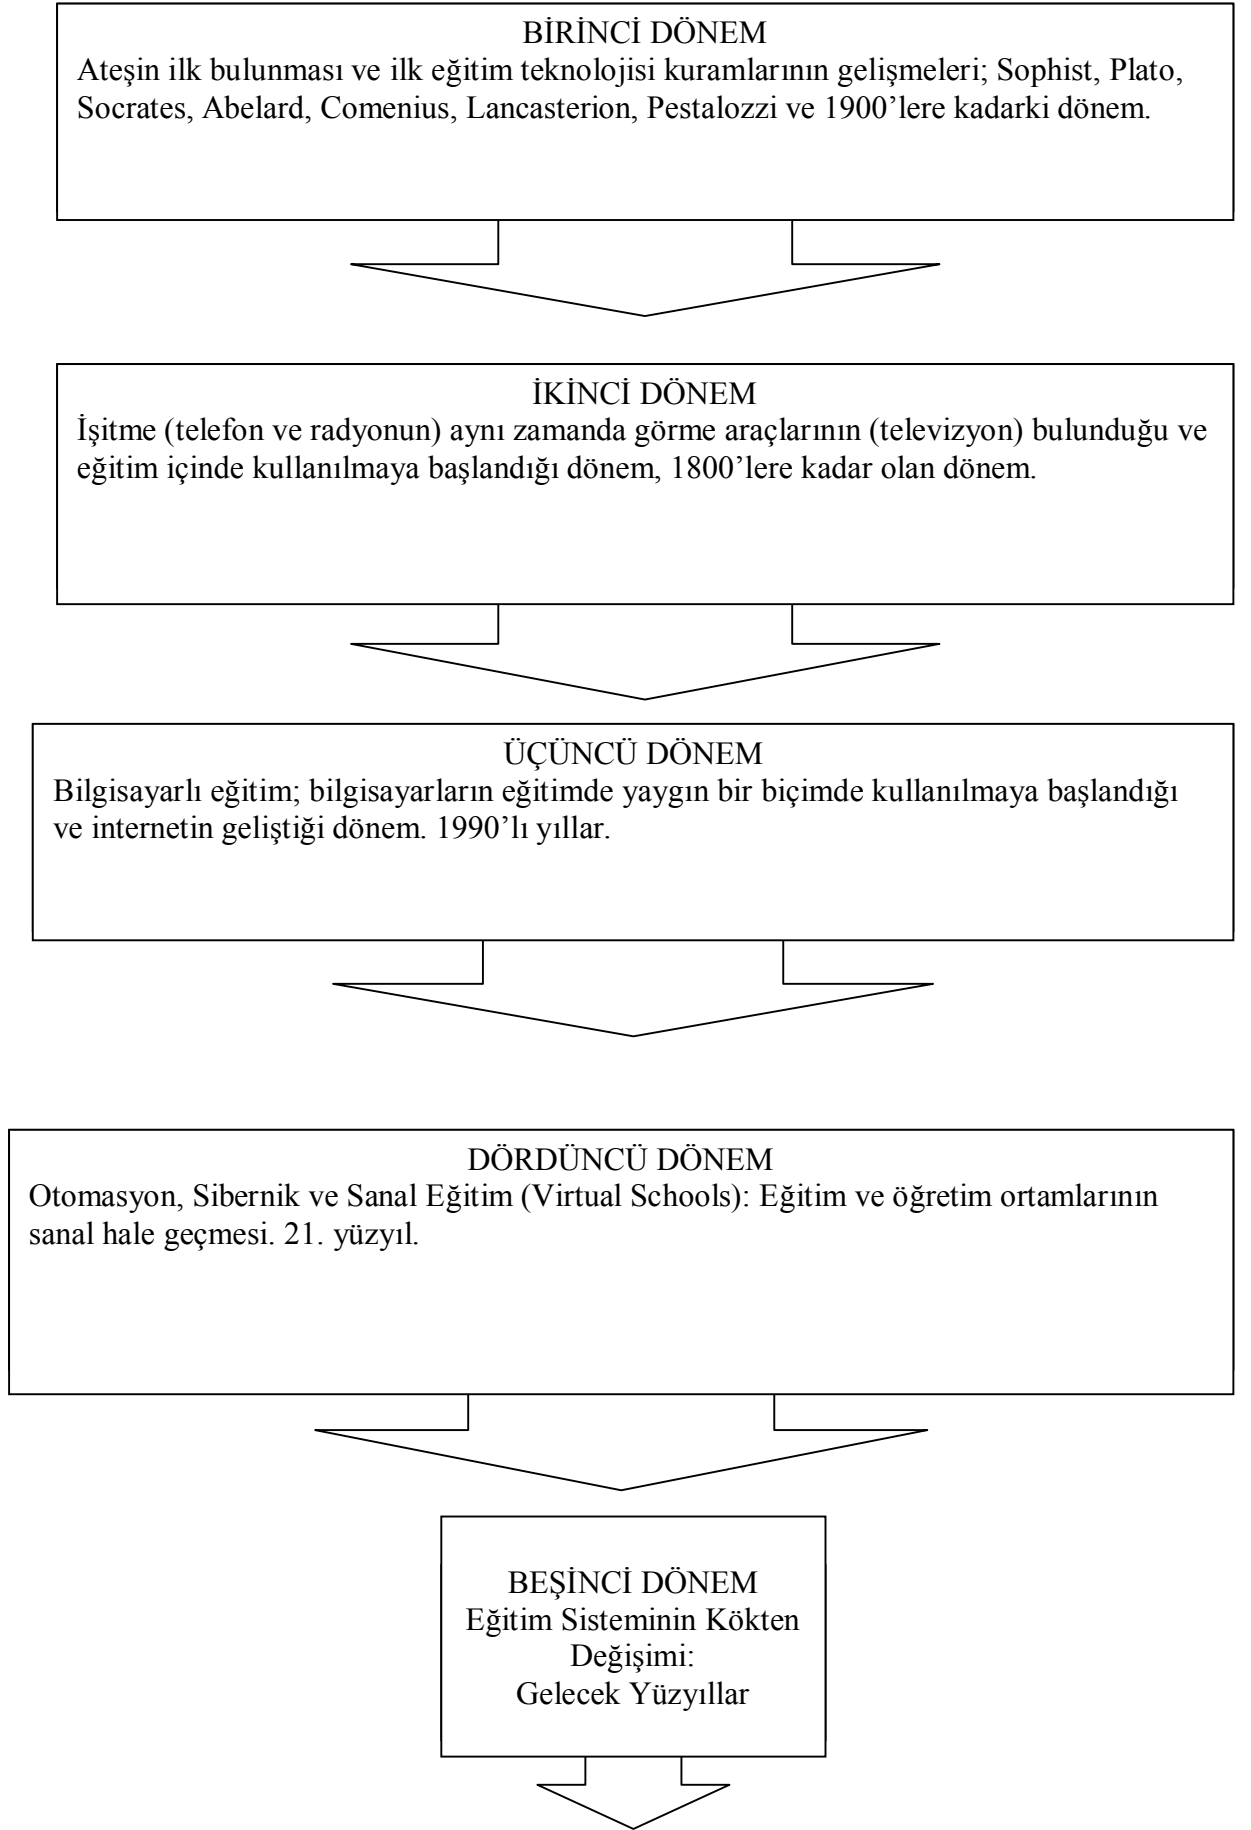 BİRİNCİ DÖNEM
Ateşin ilk bulunması ve ilk eğitim teknolojisi kuramlarının gelişmeleri; Sophist, Plato,
Socrates, Abelard, Comenius, Lancasterion, Pestalozzi ve 1900’lere kadarki dönem.
İKİNCİ DÖNEM
İşitme (telefon ve radyonun) aynı zamanda görme araçlarının (televizyon) bulunduğu ve
eğitim içinde kullanılmaya başlandığı dönem, 1800’lere kadar olan dönem.
ÜÇÜNCÜ DÖNEM
Bilgisayarlı eğitim; bilgisayarların eğitimde yaygın bir biçimde kullanılmaya başlandığı
ve internetin geliştiği dönem. 1990’lı yıllar.
DÖRDÜNCÜ DÖNEM
Otomasyon, Sibernik ve Sanal Eğitim (Virtual Schools): Eğitim ve öğretim ortamlarının
sanal hale geçmesi. 21. yüzyıl.
BEŞİNCİ DÖNEM
Eğitim Sisteminin Kökten
Değişimi:
Gelecek Yüzyıllar